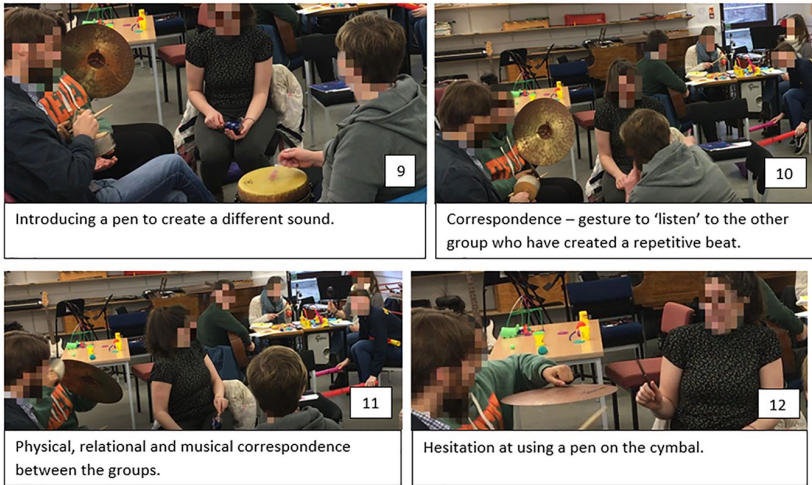 9
Introducing a pen to create a different sound.
10
Correspondence – gesture to ‘listen’ to the other
group who have created a repetitive beat.
11
Physical, relational and musical correspondence
between the groups.
12
Hesitation at using a pen on the cymbal.